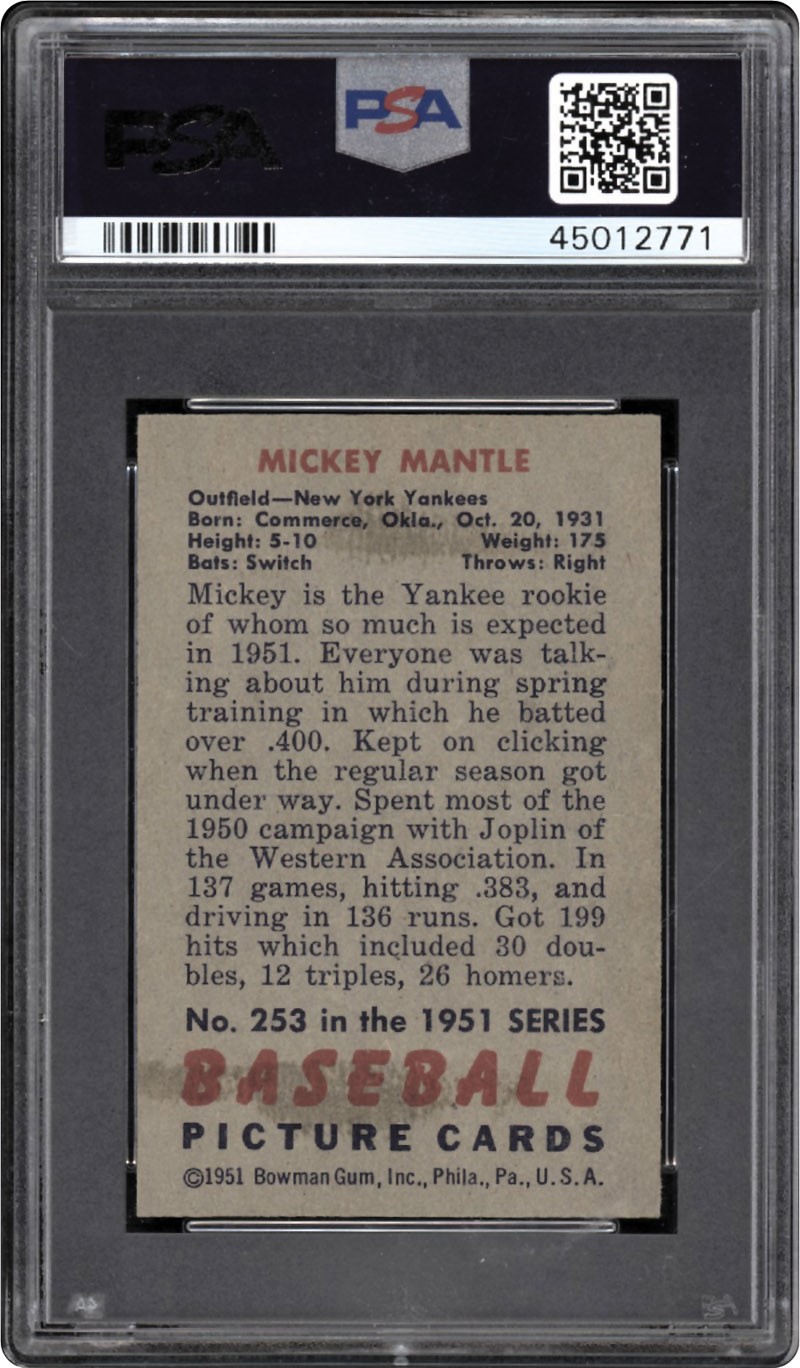 PSA
PSA
45012771
MICKEY MANTLE
Outfield—New York Yankees
Born: Commerce, Okla., Oct. 20, 1931
Height: 5-10 Weight: 175
Bats: Switch Throws: Right
Mickey is the Yankee rookie
of whom so much is expected
in 1951. Everyone was talk-
ing about him during spring
training in which he batted
over .400. Kept on clicking
when the regular season got
under way. Spent most of the
1950 campaign with Joplin of
the Western Association. In
137 games, hitting .383, and
driving in 136 runs. Got 199
hits which included 30 dou-
bles, 12 triples, 26 homers.
No. 253 in the 1951 SERIES
BASEBALL
PICTURE CARDS
©1951 Bowman Gum, Inc., Phila., Pa., U.S.A.